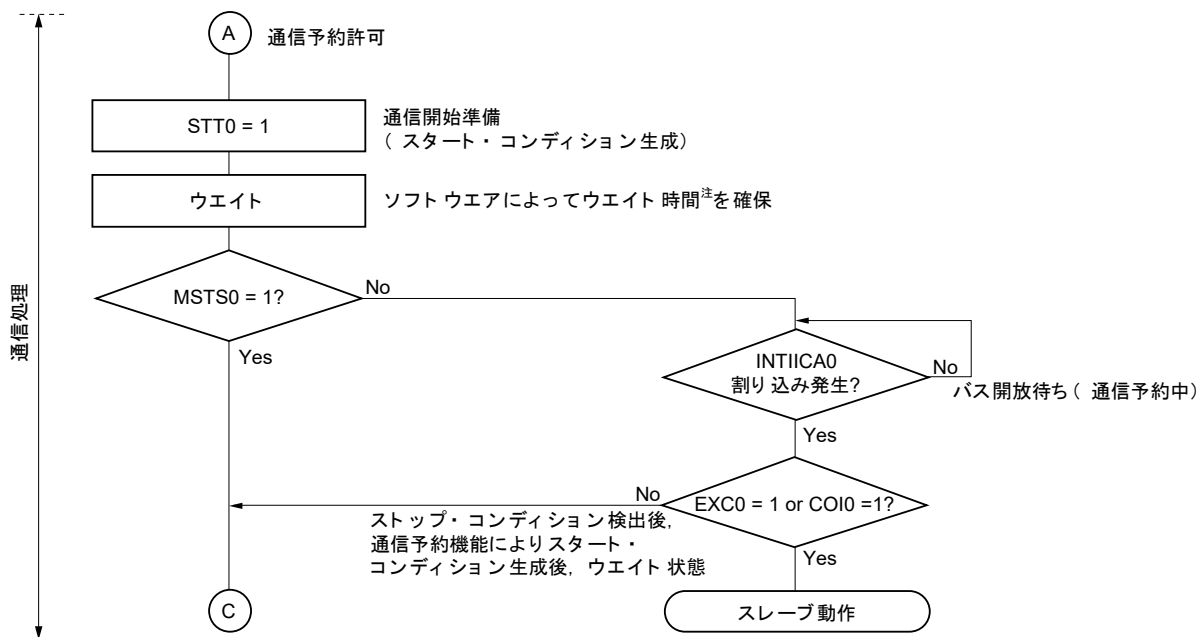 A 通信予約許可
STT0 = 1
通信開始準備
(スタート・コンディション生成)
ウエイト
ソフトウエアによってウエイト時間注を確保
MSTS0 = 1?
No
Yes
INTIICA0
割り込み発生?
No
バス開放待ち(通信予約中)
Yes
EXC0 = 1 or COI0 =1?
No
ストップ・コンディション検出後,
通信予約機能によりスタート・
コンディション生成後, ウエイト状態
Yes
C
スレーブ動作
通信処理